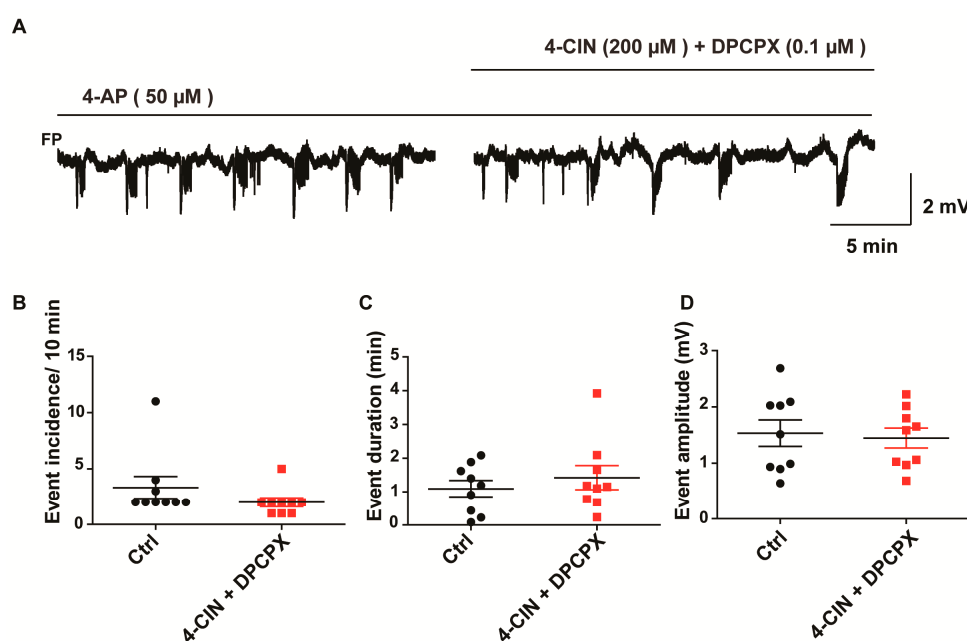 A
4-CIN (200 µM ) + DPCPX (0.1 µM )
4-AP ( 50 µM )
FP
2 mV
5 min
B
Event incidence/ 10 min
15
10
5
0
Ctrl
4-CIN + DPCPX
C
Event duration (min)
5
4
3
2
1
0
Ctrl
4-CIN + DPCPX
D
Event amplitude (mV)
3
2
1
0
Ctrl
4-CIN + DPCPX